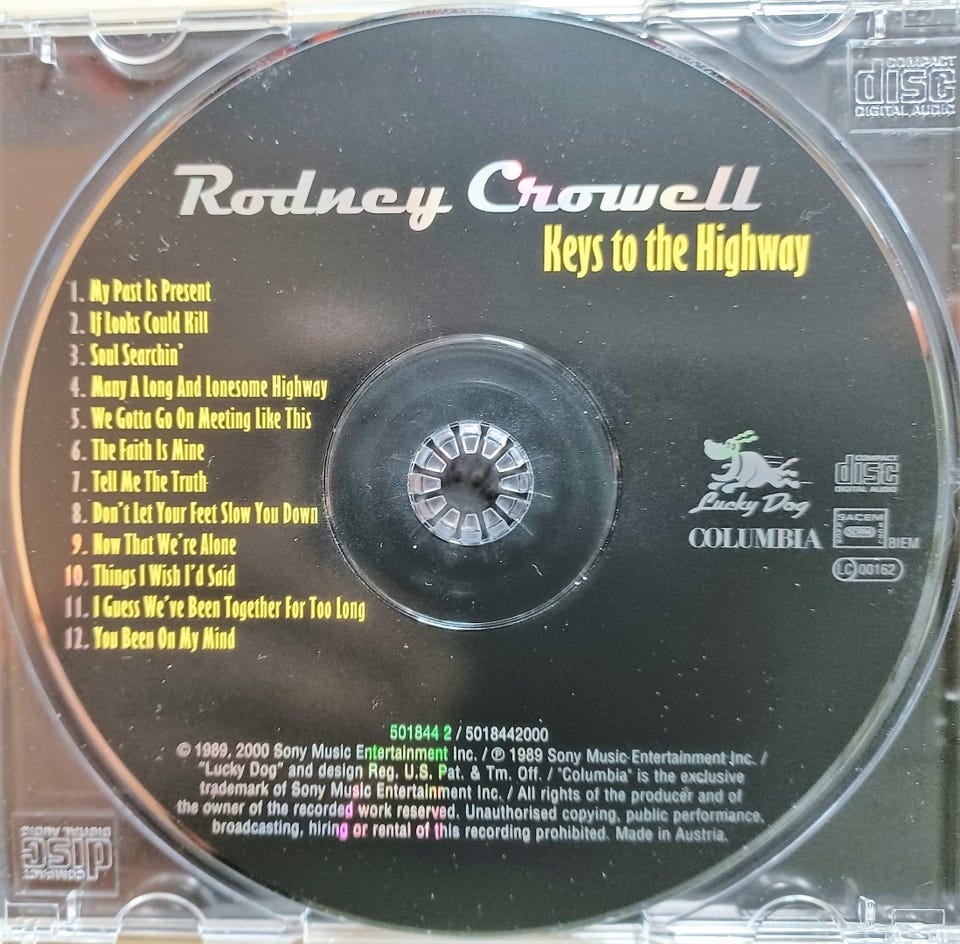 COMPACT
disc
DIGITAL AUDIO
Rodney Crowell
Keys to the Highway
1. My Past Is Present
2. If Looks Could Kill
3. Soul Searchin'
4. Many A Long And Lonesome Highway
5. We Gotta Go On Meeting Like This
6. The Faith Is Mine
7. Tell Me The Truth
8. Don't Let Your Feet Slow You Down
9. Now That We're Alone
10. Things I Wish I'd Said
11. I Guess We've Been Together For Too Long
12. You Been On My Mind
Lucky Dog
COLUMBIA
COMPACT
disc
DIGITAL AUDIO
SACEM
BIEM
LC 00162
501844 2 / 5018442000
© 1989, 2000 Sony Music Entertainment Inc. / ℗ 1989 Sony Music Entertainment Inc. /
"Lucky Dog" and design Reg. U.S. Pat. & Tm. Off. / "Columbia" is the exclusive
trademark of Sony Music Entertainment Inc. / All rights of the producer and of
the owner of the recorded work reserved. Unauthorised copying, public performance,
broadcasting, hiring or rental of this recording prohibited. Made in Austria.
COMPACT
disc
DIGITAL AUDIO